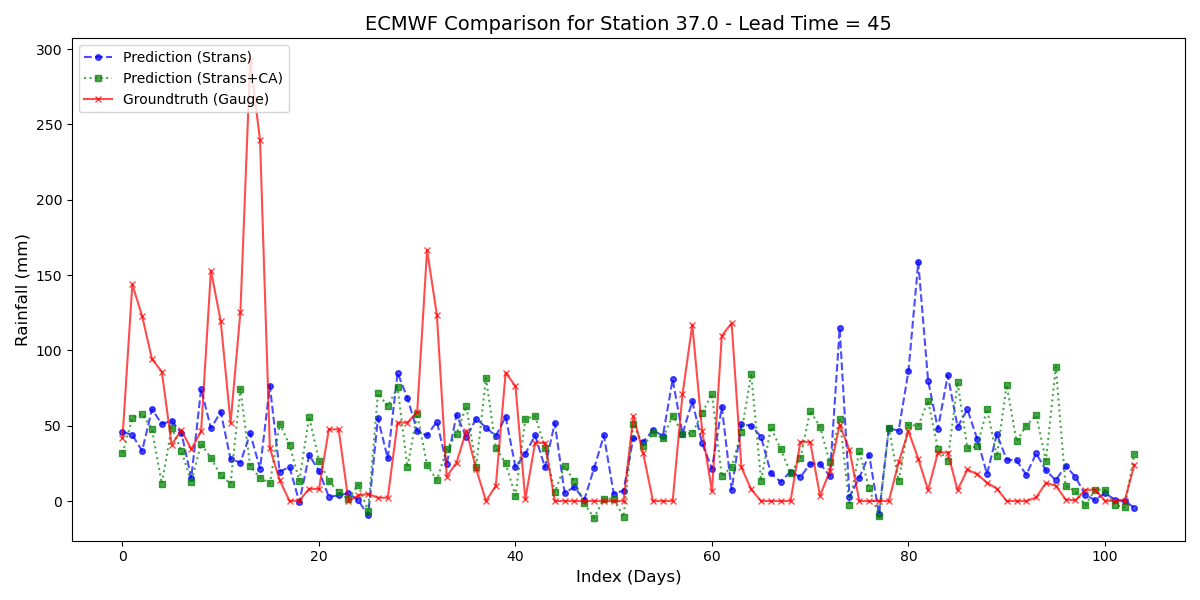 ECMWF Comparison for Station 37.0 - Lead Time = 45
Prediction (Strans)
Prediction (Strans+CA)
Groundtruth (Gauge)
Rainfall (mm)
300
250
200
150
100
50
0
0 20 40 60 80 100
Index (Days)